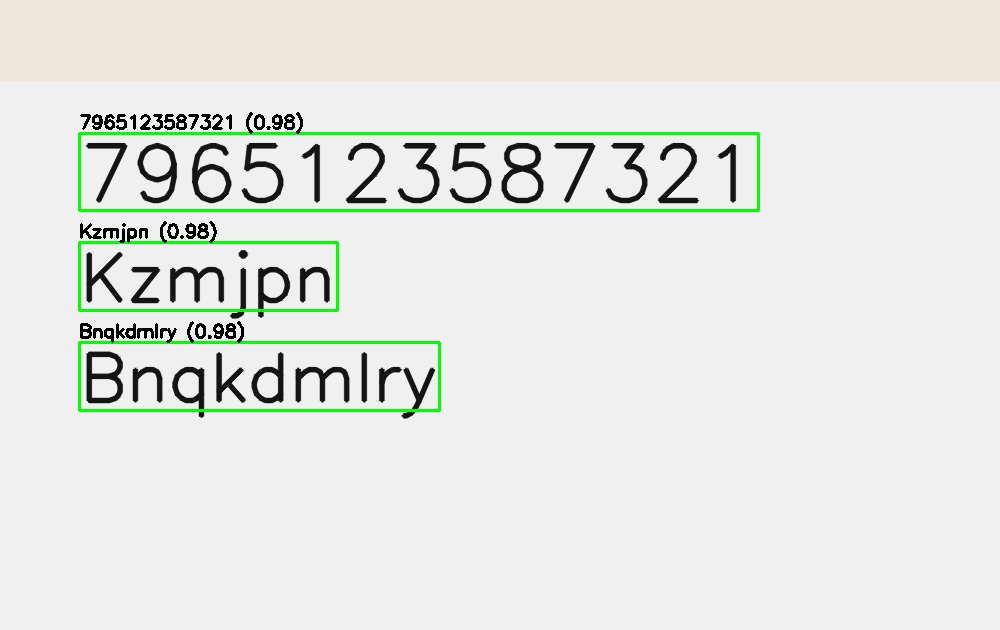 7965123587321 (0.98)
7965123587321
Kzmjpn (0.98)
Kzmjpn
Bnqkdmlry (0.98)
Bnqkdmlry